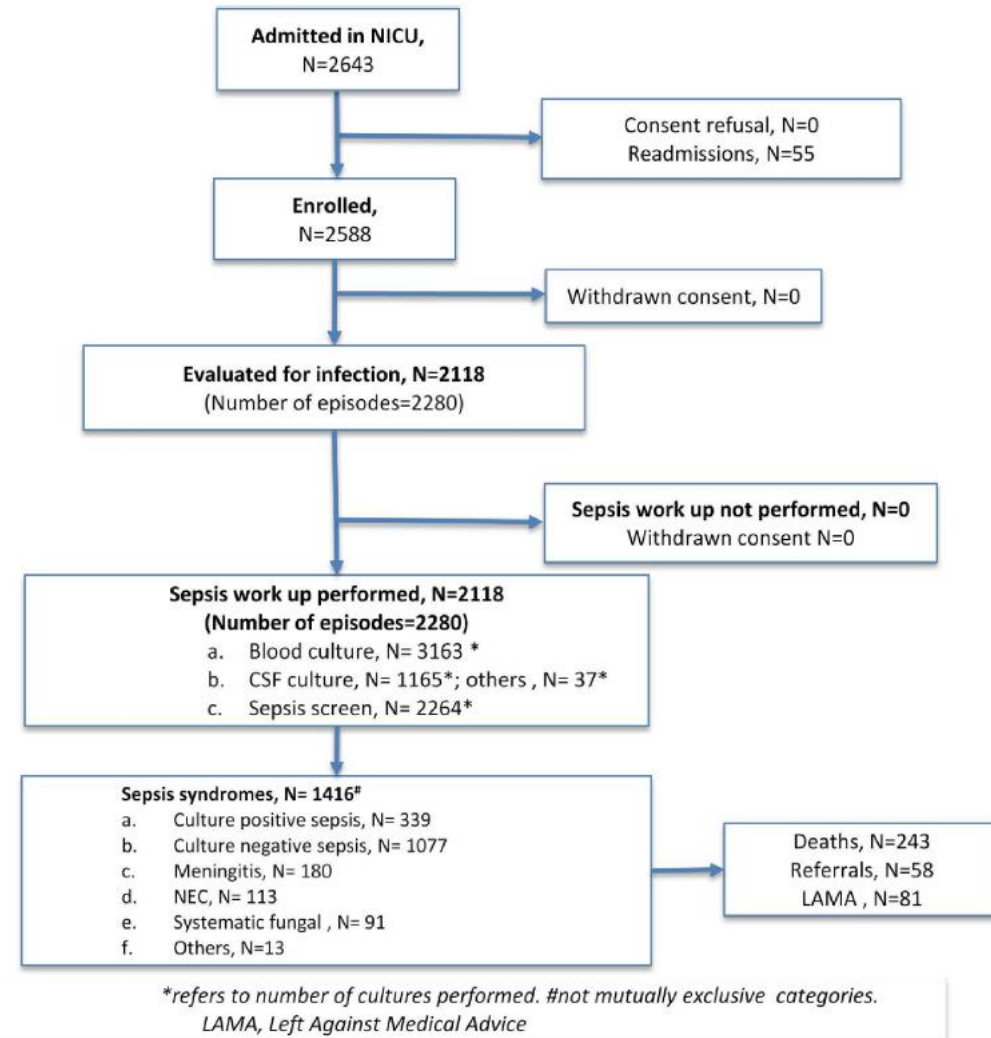 Admitted in NICU,
N=2643
Consent refusal, N=0
Readmissions, N=55
Enrolled,
N=2588
Withdrawn consent, N=0
Evaluated for infection, N=2118
(Number of episodes=2280)
Sepsis work up not performed, N=0
Withdrawn consent N=0
Sepsis work up performed, N=2118
(Number of episodes=2280)
a. Blood culture, N= 3163 *
b. CSF culture, N= 1165*; others , N= 37*
c. Sepsis screen, N= 2264*
Sepsis syndromes, N= 1416#
a. Culture positive sepsis, N= 339
b. Culture negative sepsis, N= 1077
c. Meningitis, N= 180
d. NEC, N= 113
e. Systematic fungal , N= 91
f. Others, N=13
Deaths, N=243
Referrals, N=58
LAMA , N=81
*refers to number of cultures performed. #not mutually exclusive categories.
LAMA, Left Against Medical Advice